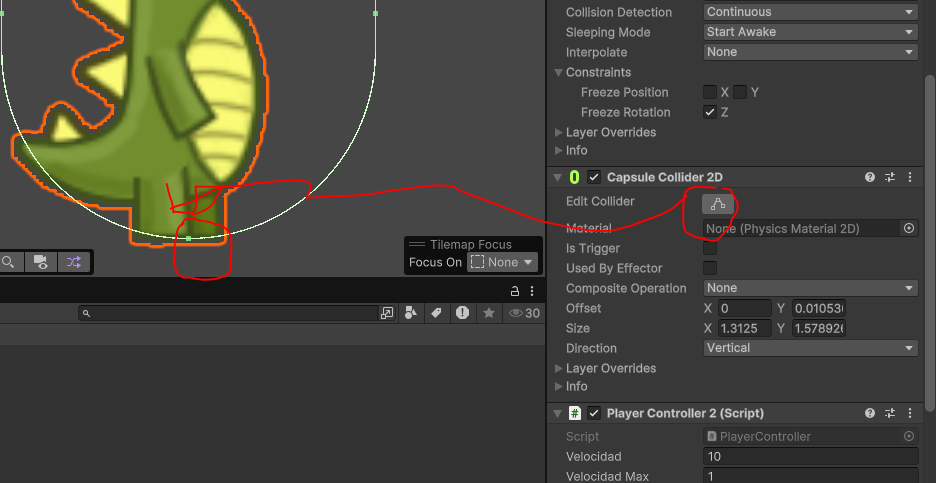 Collision Detection Continuous
Sleeping Mode Start Awake
Interpolate None
Constraints
Freeze Position X Y
Freeze Rotation Z
Layer Overrides
Info
Capsule Collider 2D
Edit Collider
Material None (Physics Material 2D)
Is Trigger
Used By Effector
Composite Operation None
Offset X 0 Y 0.01053
Size X 1.3125 Y 1.57892
Direction Vertical
Layer Overrides
Info
# Player Controller 2 (Script)
Script PlayerController
Velocidad 10
Velocidad Max 1
Tilemap Focus
Focus On None
30